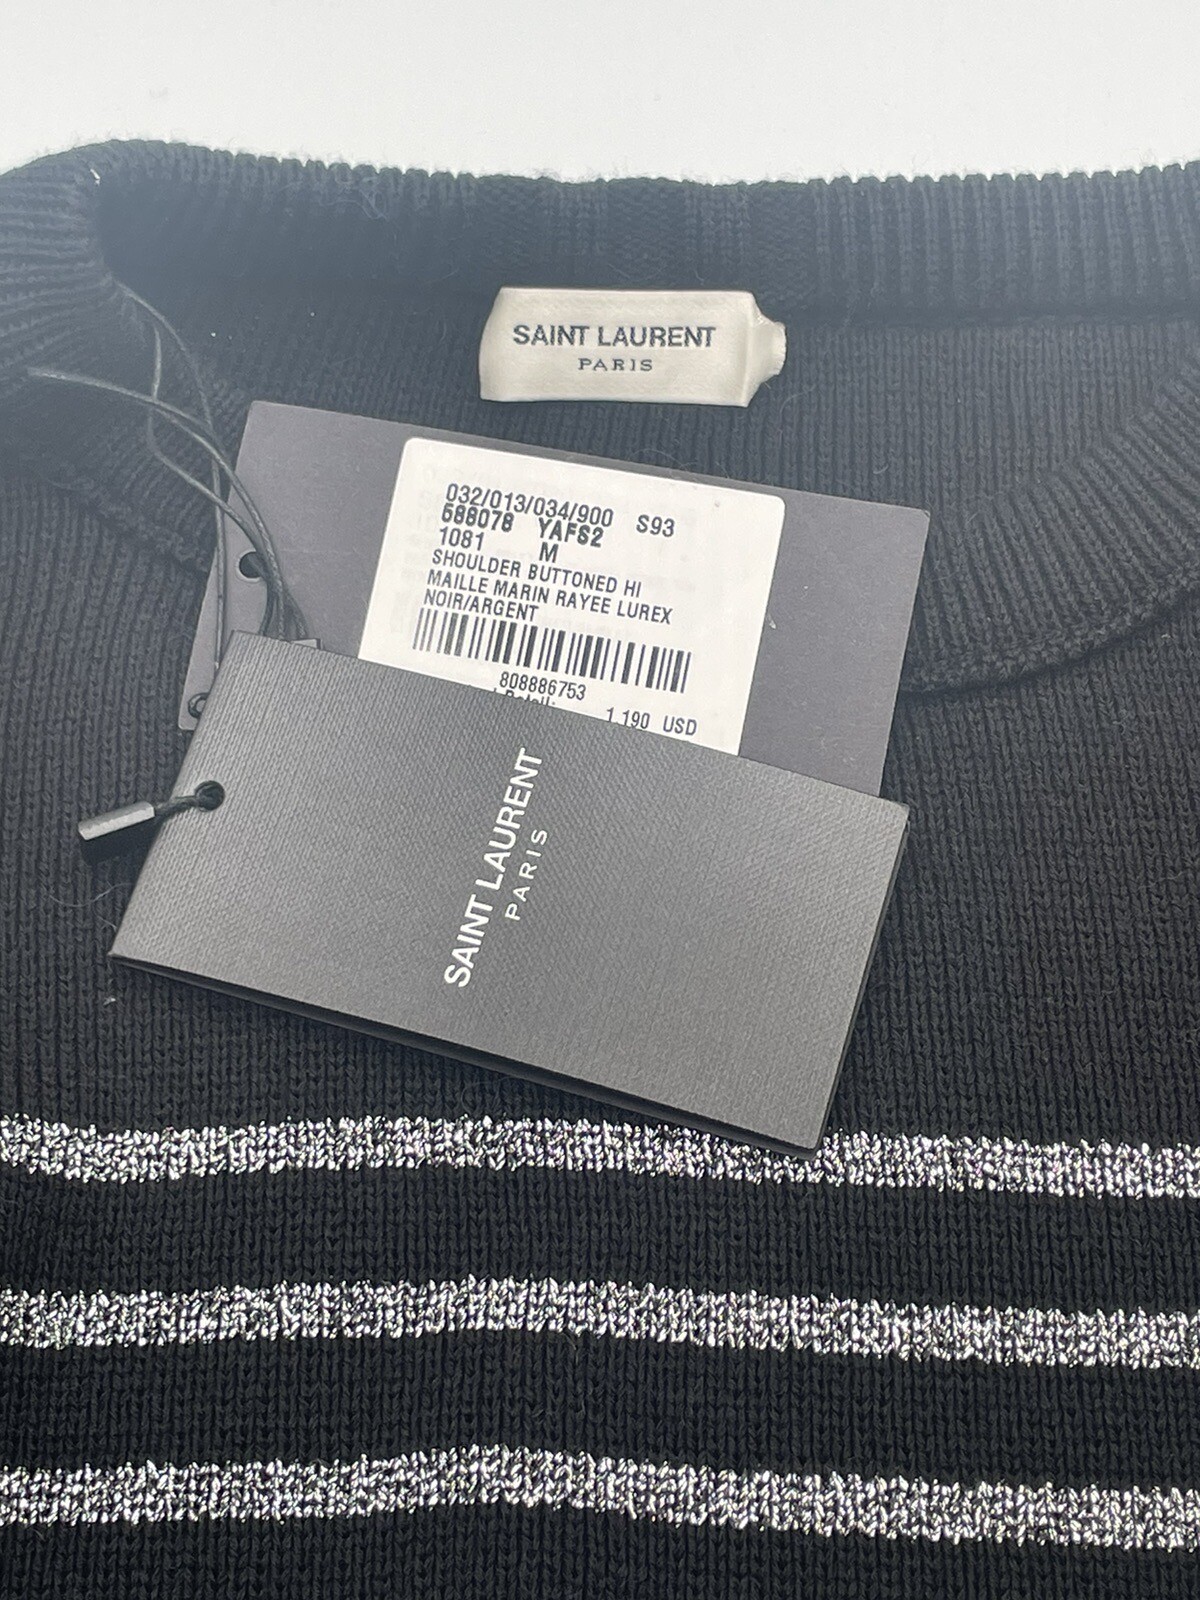 SAINT LAURENT
PARIS
032/013/034/900 S93
688078 YAFS2
1081 M
SHOULDER BUTTONED HI
MAILLE MARIN RAYEE LUREX
NOIR/ARGENT
808886753
1,190 USD
SAINT LAURENT
PARIS